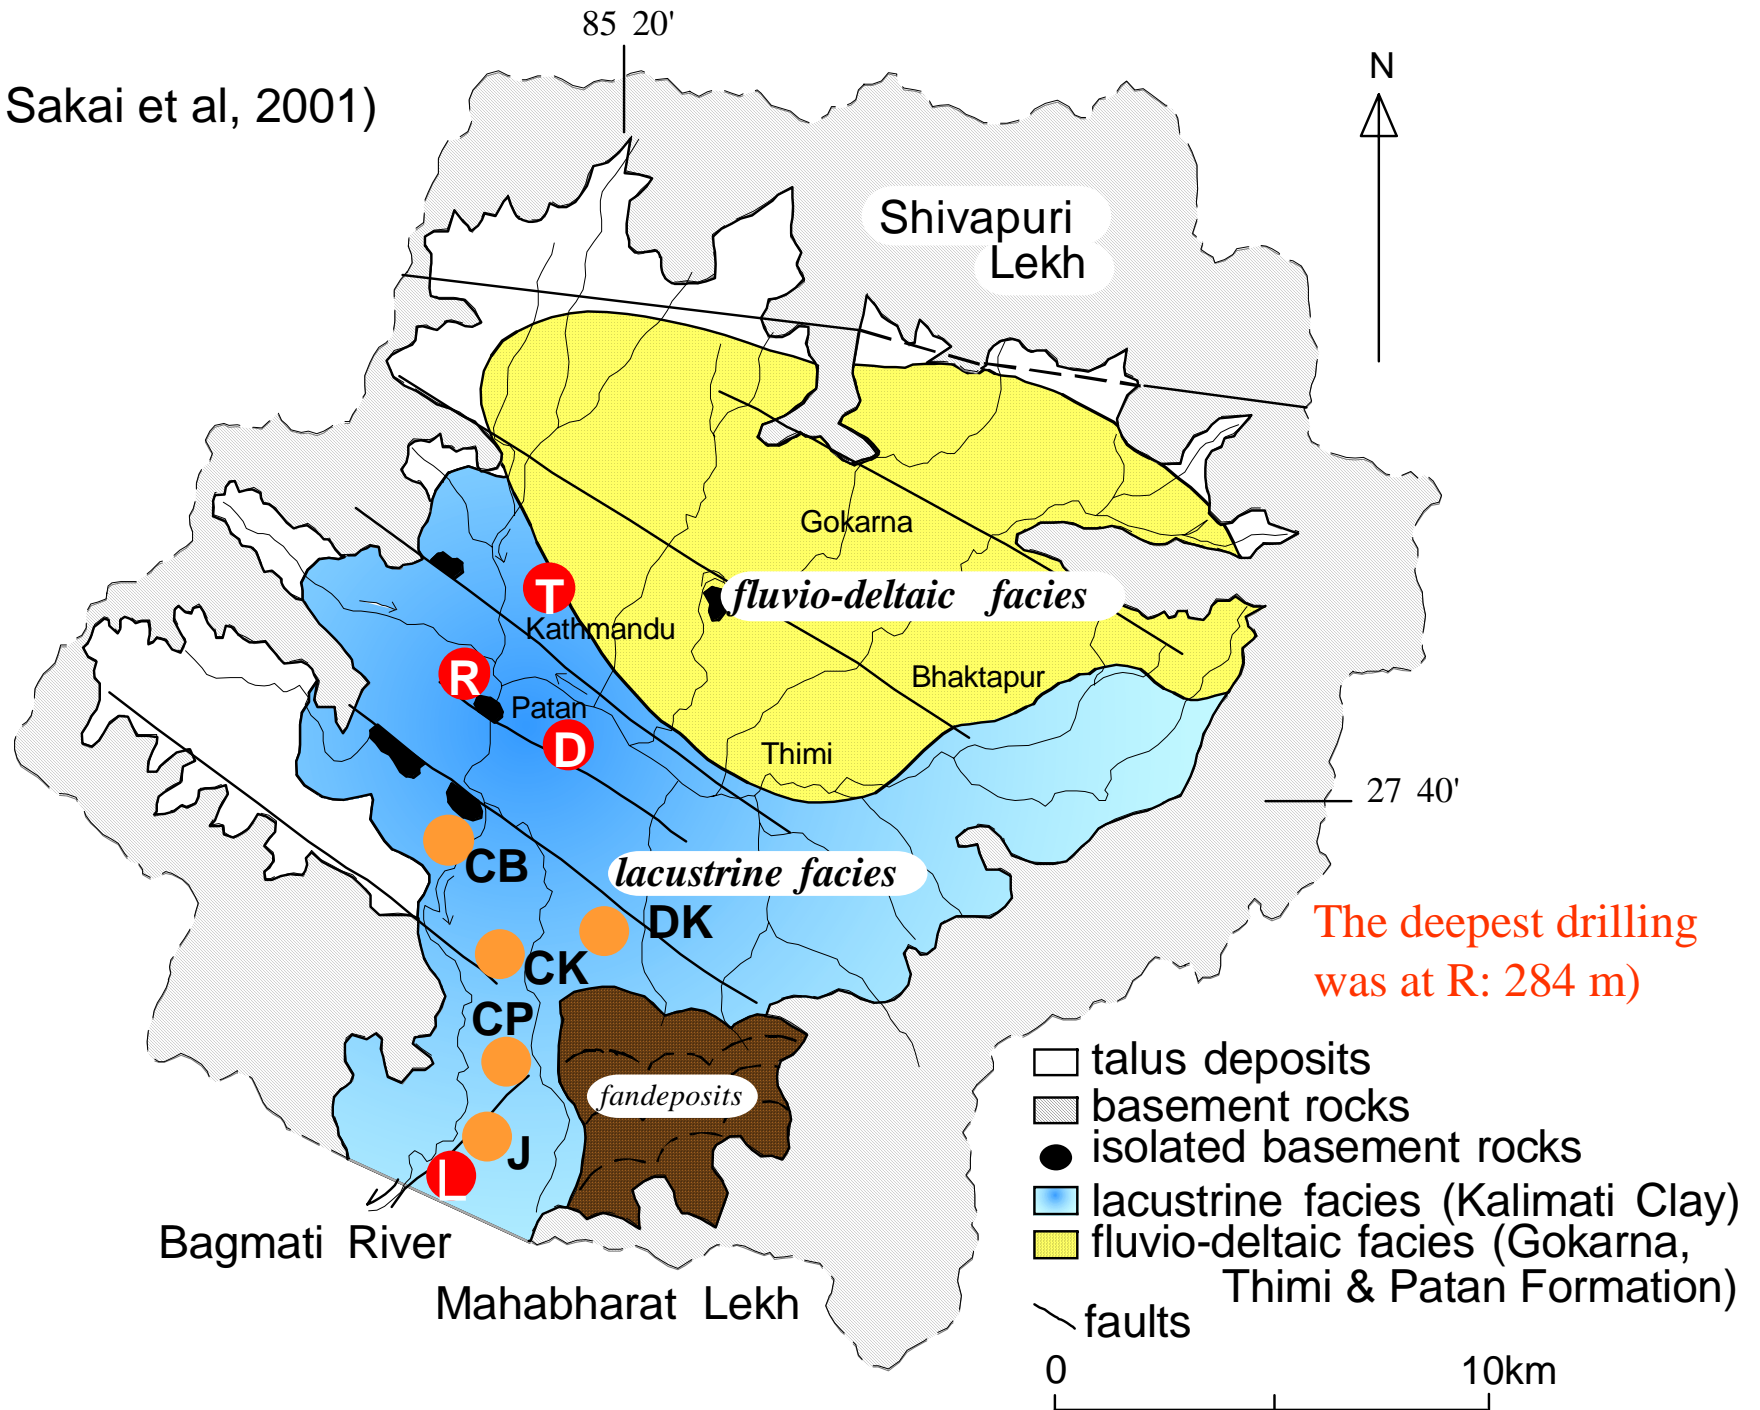 85 20'
N
Sakai et al, 2001)
Shivapuri
Lekh
Gokarna
T
fluvio-deltaic facies
Kathmandu
R
Bhaktapur
Patan
D
Thimi
27 40'
CB
lacustrine facies
DK
The deepest drilling
was at R: 284 m)
CK
CP
talus deposits
fandeposits
basement rocks
isolated basement rocks
J
L
lacustrine facies (Kalimati Clay)
Bagmati River
fluvio-deltaic facies (Gokarna,
Thimi & Patan Formation)
Mahabharat Lekh
faults
0 10km